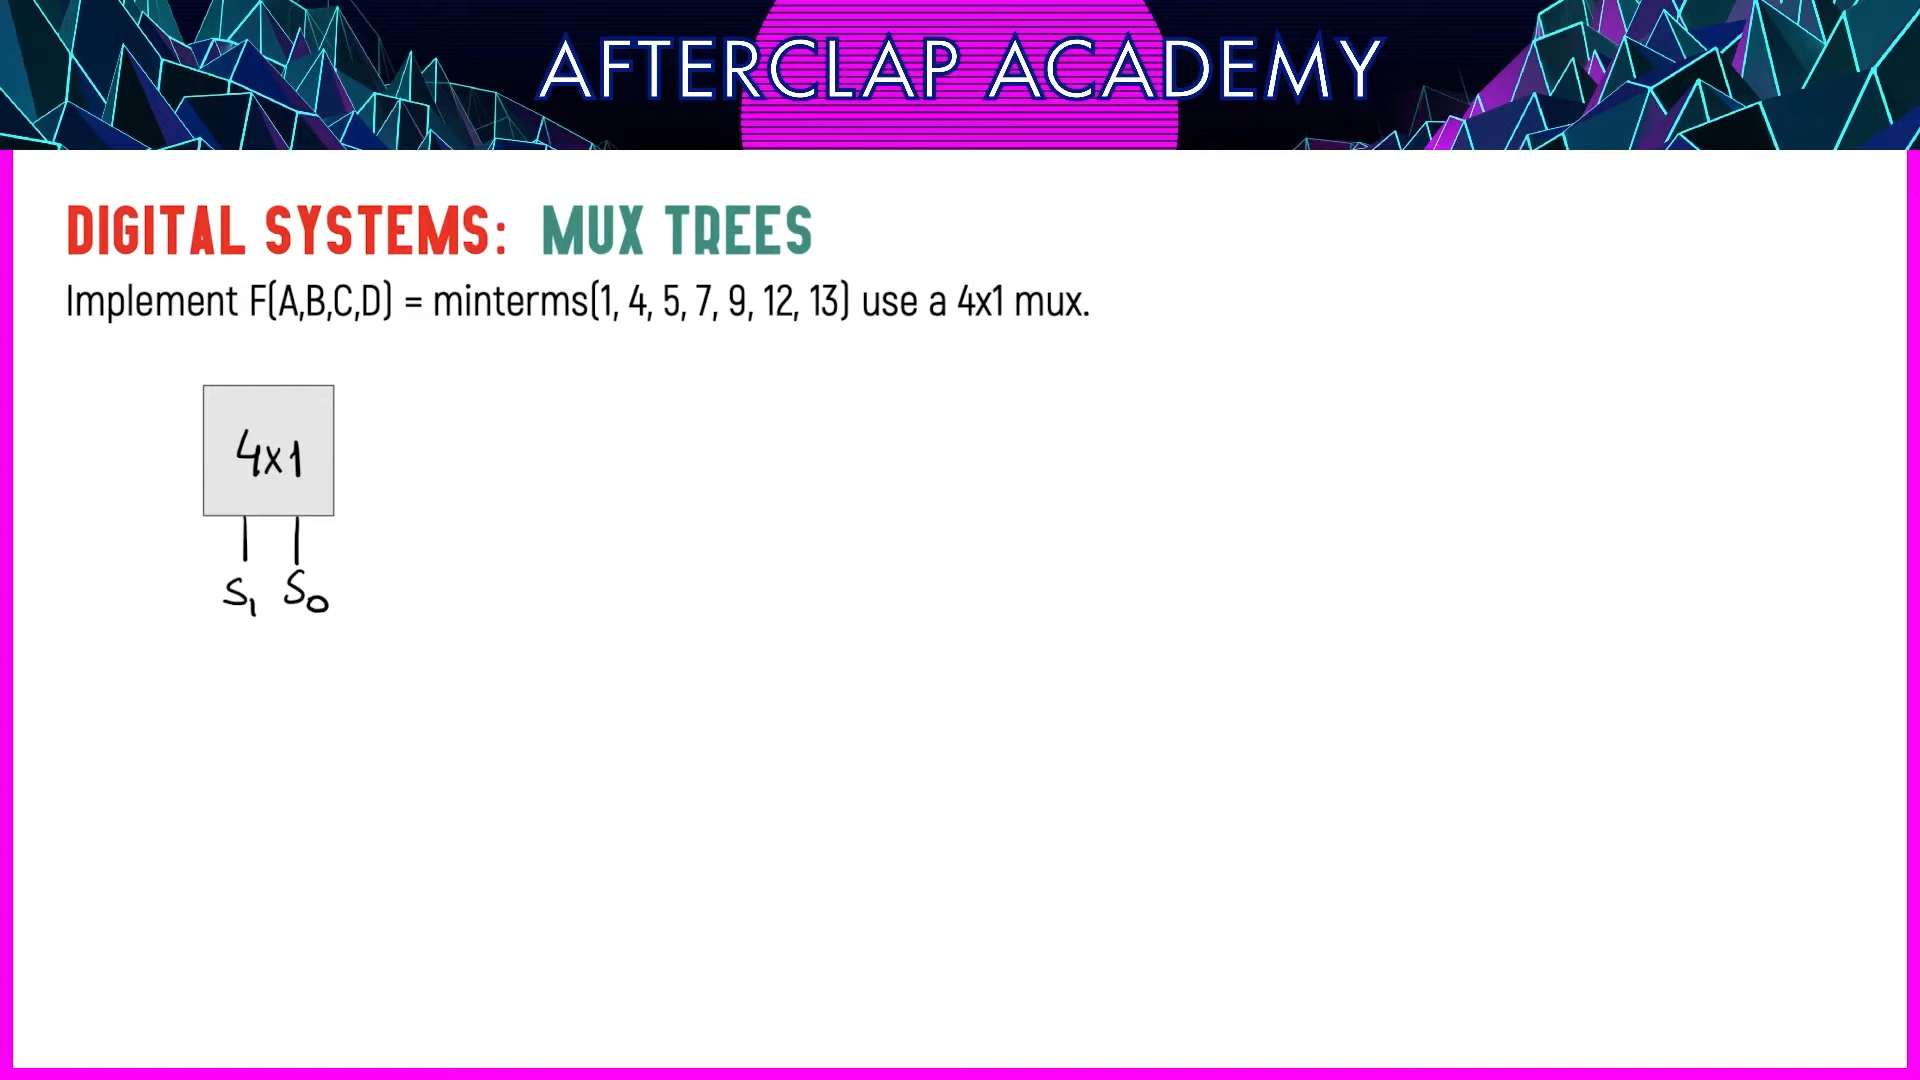 AFTERCLAP ACADEMY
DIGITAL SYSTEMS: MUX TREES
Implement F(A,B,C,D) = minterms(1, 4, 5, 7, 9, 12, 13) use a 4x1 mux.
4x1
S₁ S₀